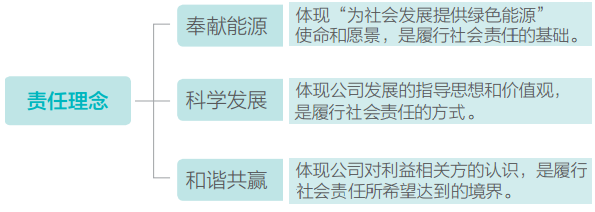 责任理念
奉献能源
体现“为社会发展提供绿色能源”
使命和愿景，是履行社会责任的基础。
科学发展
体现公司发展的指导思想和价值观，
是履行社会责任的方式。
和谐共赢
体现公司对利益相关方的认识，是履行
社会责任所希望达到的境界。